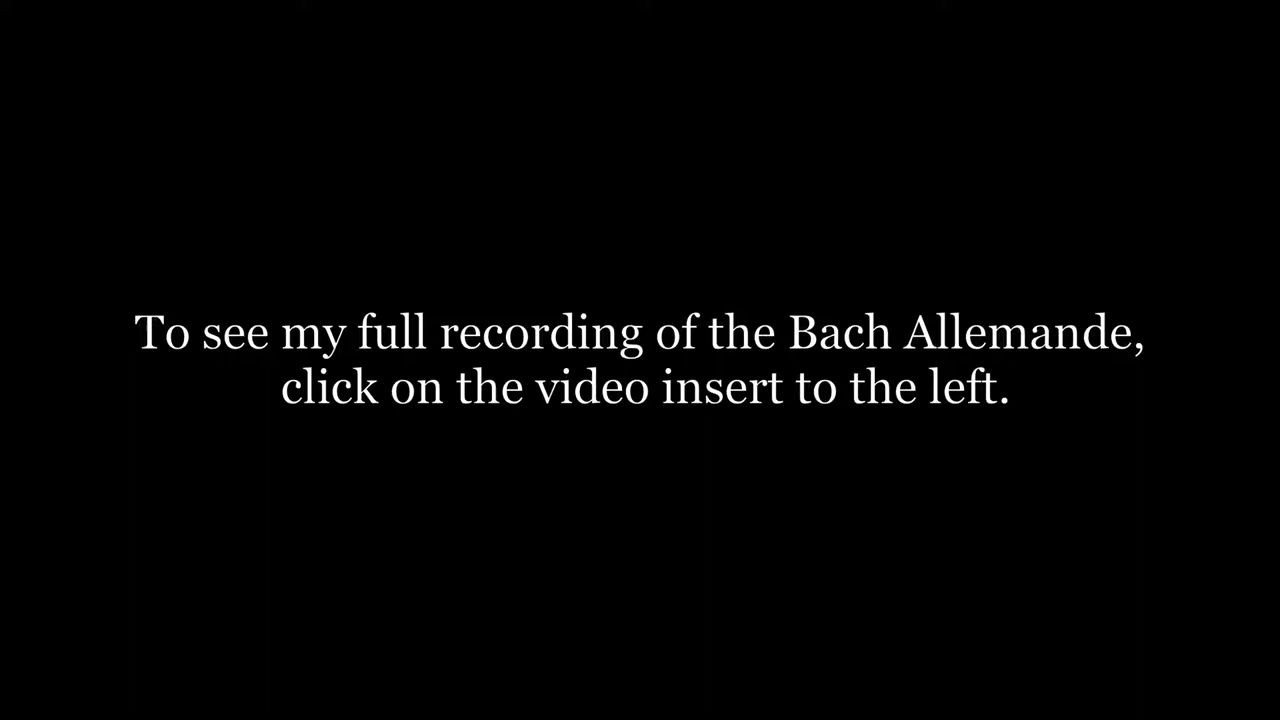 To see my full recording of the Bach Allemande,
click on the video insert to the left.